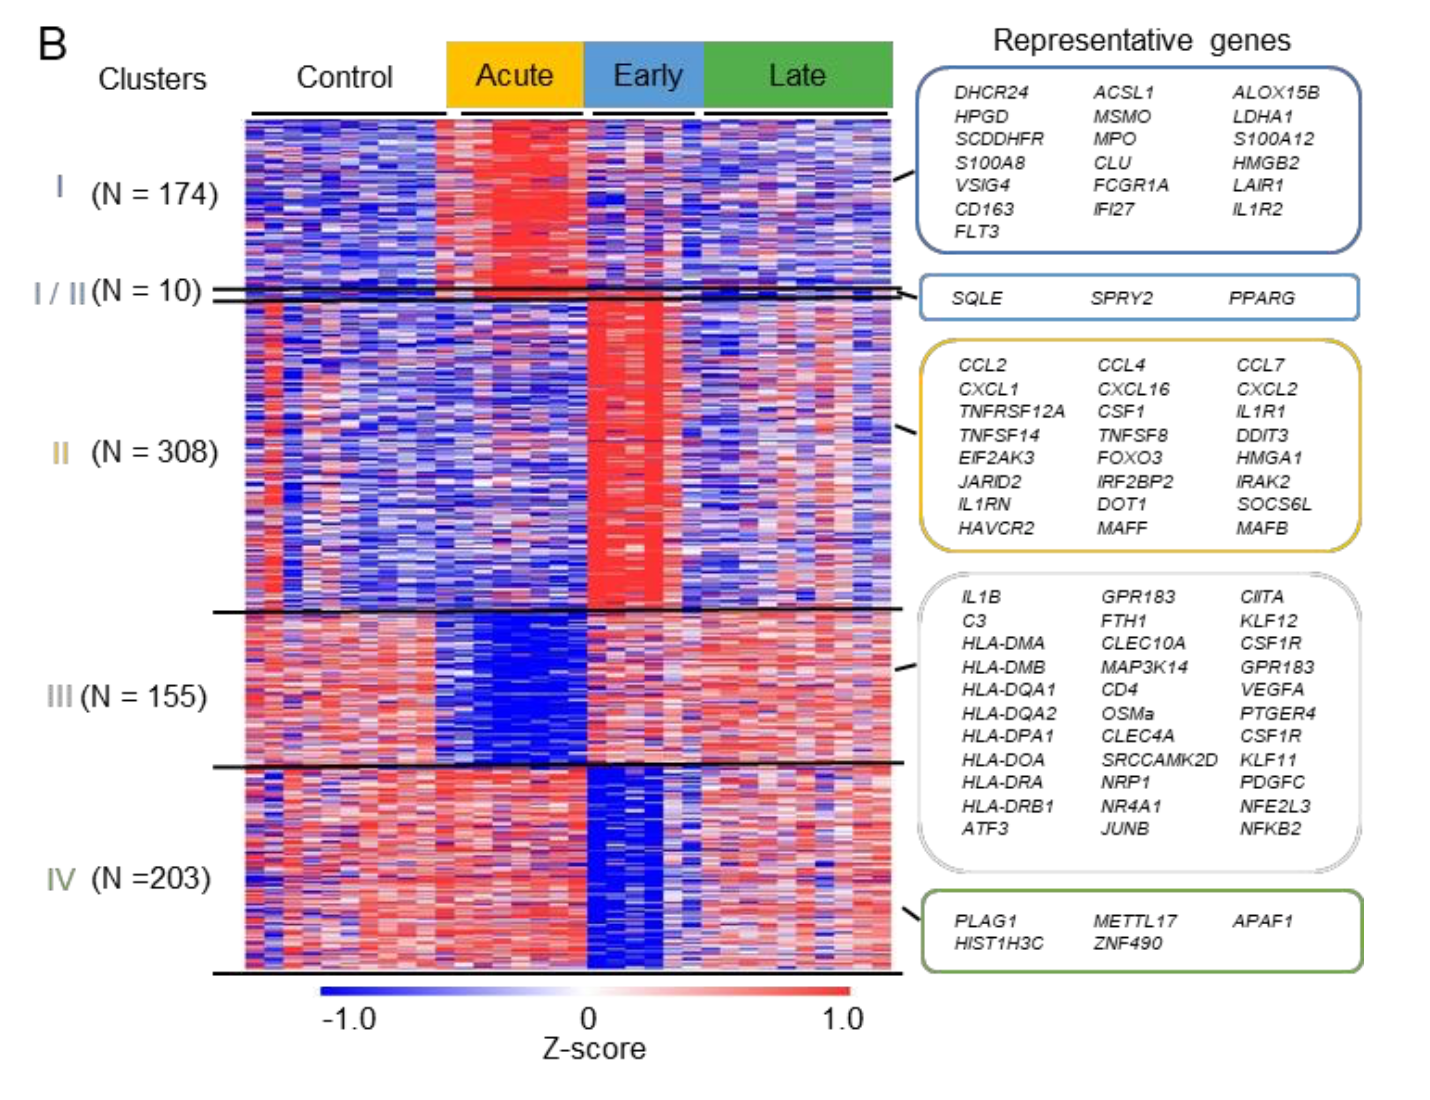 B
Clusters
Control
Acute
Early
Late
Representative genes
I (N = 174)
DHCR24 ACSL1 ALOX15B
HPGD MSMO LDHA1
SCDDHFR MPO S100A12
S100A8 CLU HMGB2
VSIG4 FCGR1A LAIR1
CD163 IFI27 IL1R2
FLT3
I / II (N = 10)
SQLE SPRY2 PPARG
II (N = 308)
CCL2 CCL4 CCL7
CXCL1 CXCL16 CXCL2
TNFRSF12A CSF1 IL1R1
TNFSF14 TNFSF8 DDIT3
EIF2AK3 FOXO3 HMGA1
JARID2 IRF2BP2 IRAK2
IL1RN DOT1 SOCS6L
HAVCR2 MAFF MAFB
III (N = 155)
IL1B GPR183 CIITA
C3 FTH1 KLF12
HLA-DMA CLEC10A CSF1R
HLA-DMB MAP3K14 GPR183
HLA-DQA1 CD4 VEGFA
HLA-DQA2 OSMa PTGER4
HLA-DPA1 CLEC4A CSF1R
HLA-DOA SRCCAMK2D KLF11
HLA-DRA NRP1 PDGFC
HLA-DRB1 NR4A1 NFE2L3
ATF3 JUNB NFKB2
IV (N =203)
PLAG1 METTL17 APAF1
HIST1H3C ZNF490
-1.0 0 1.0
Z-score